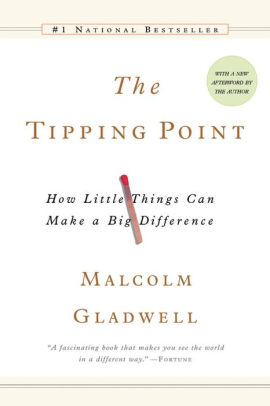 #1 National Bestseller
The
Tipping Point
WITH A NEW
AFTERWORD BY
THE AUTHOR
How Little Things Can
Make a Big Difference
Malcolm
Gladwell
"A fascinating book that makes you see the world
in a different way."—Fortune